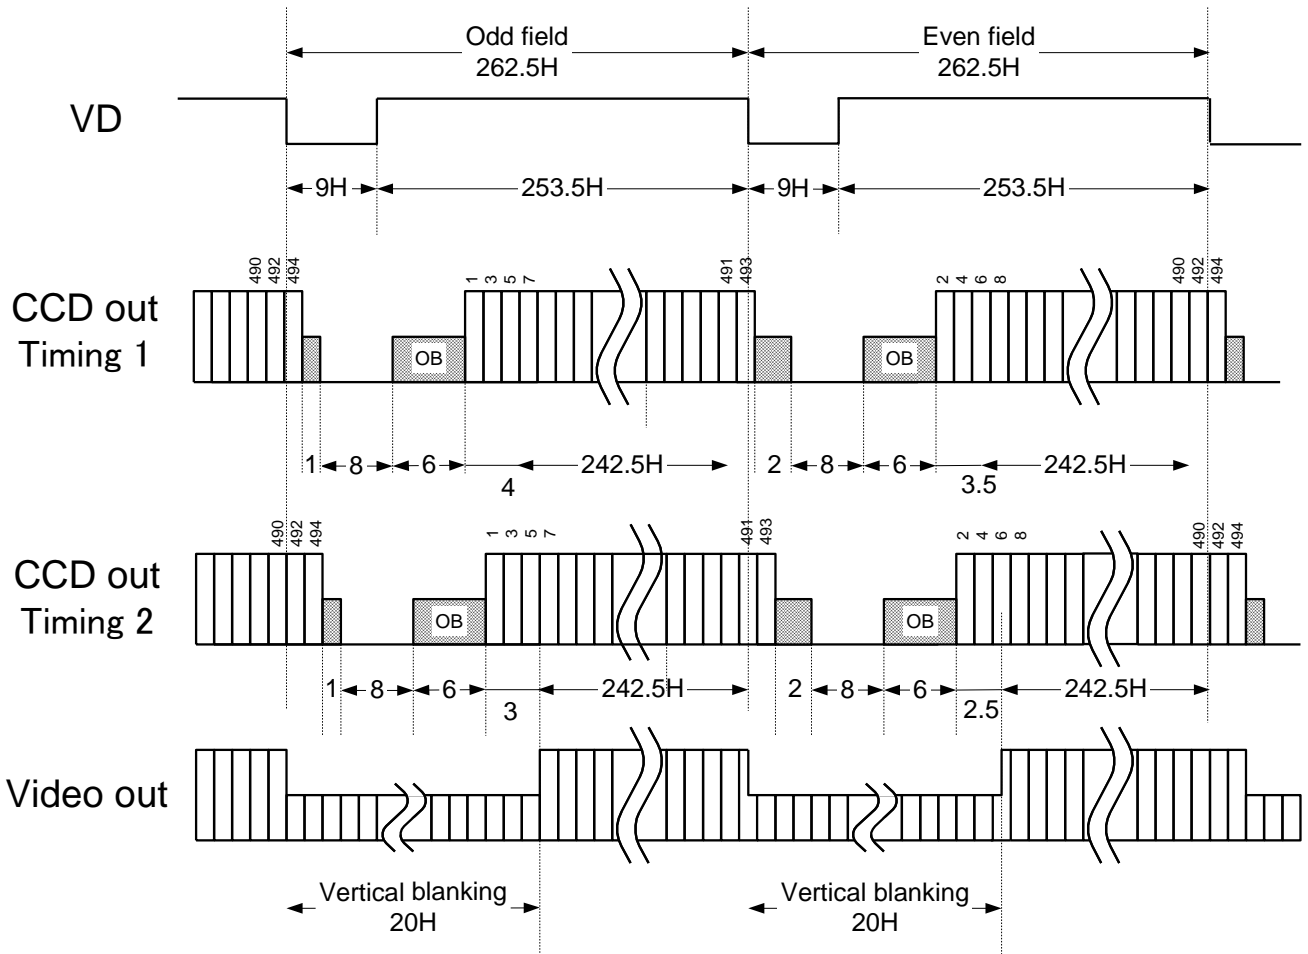 Odd field
262.5H
Even field
262.5H
VD
9H
253.5H
9H
253.5H
490
492
494
1
3
5
7
491
493
2
4
6
8
490
492
494
CCD out
Timing 1
OB
OB
1
8
6
4
242.5H
2
8
6
3.5
242.5H
490
492
494
1
3
5
7
491
493
2
4
6
8
490
492
494
CCD out
Timing 2
OB
OB
1
8
6
3
242.5H
2
8
6
2.5
242.5H
Video out
Vertical blanking
20H
Vertical blanking
20H